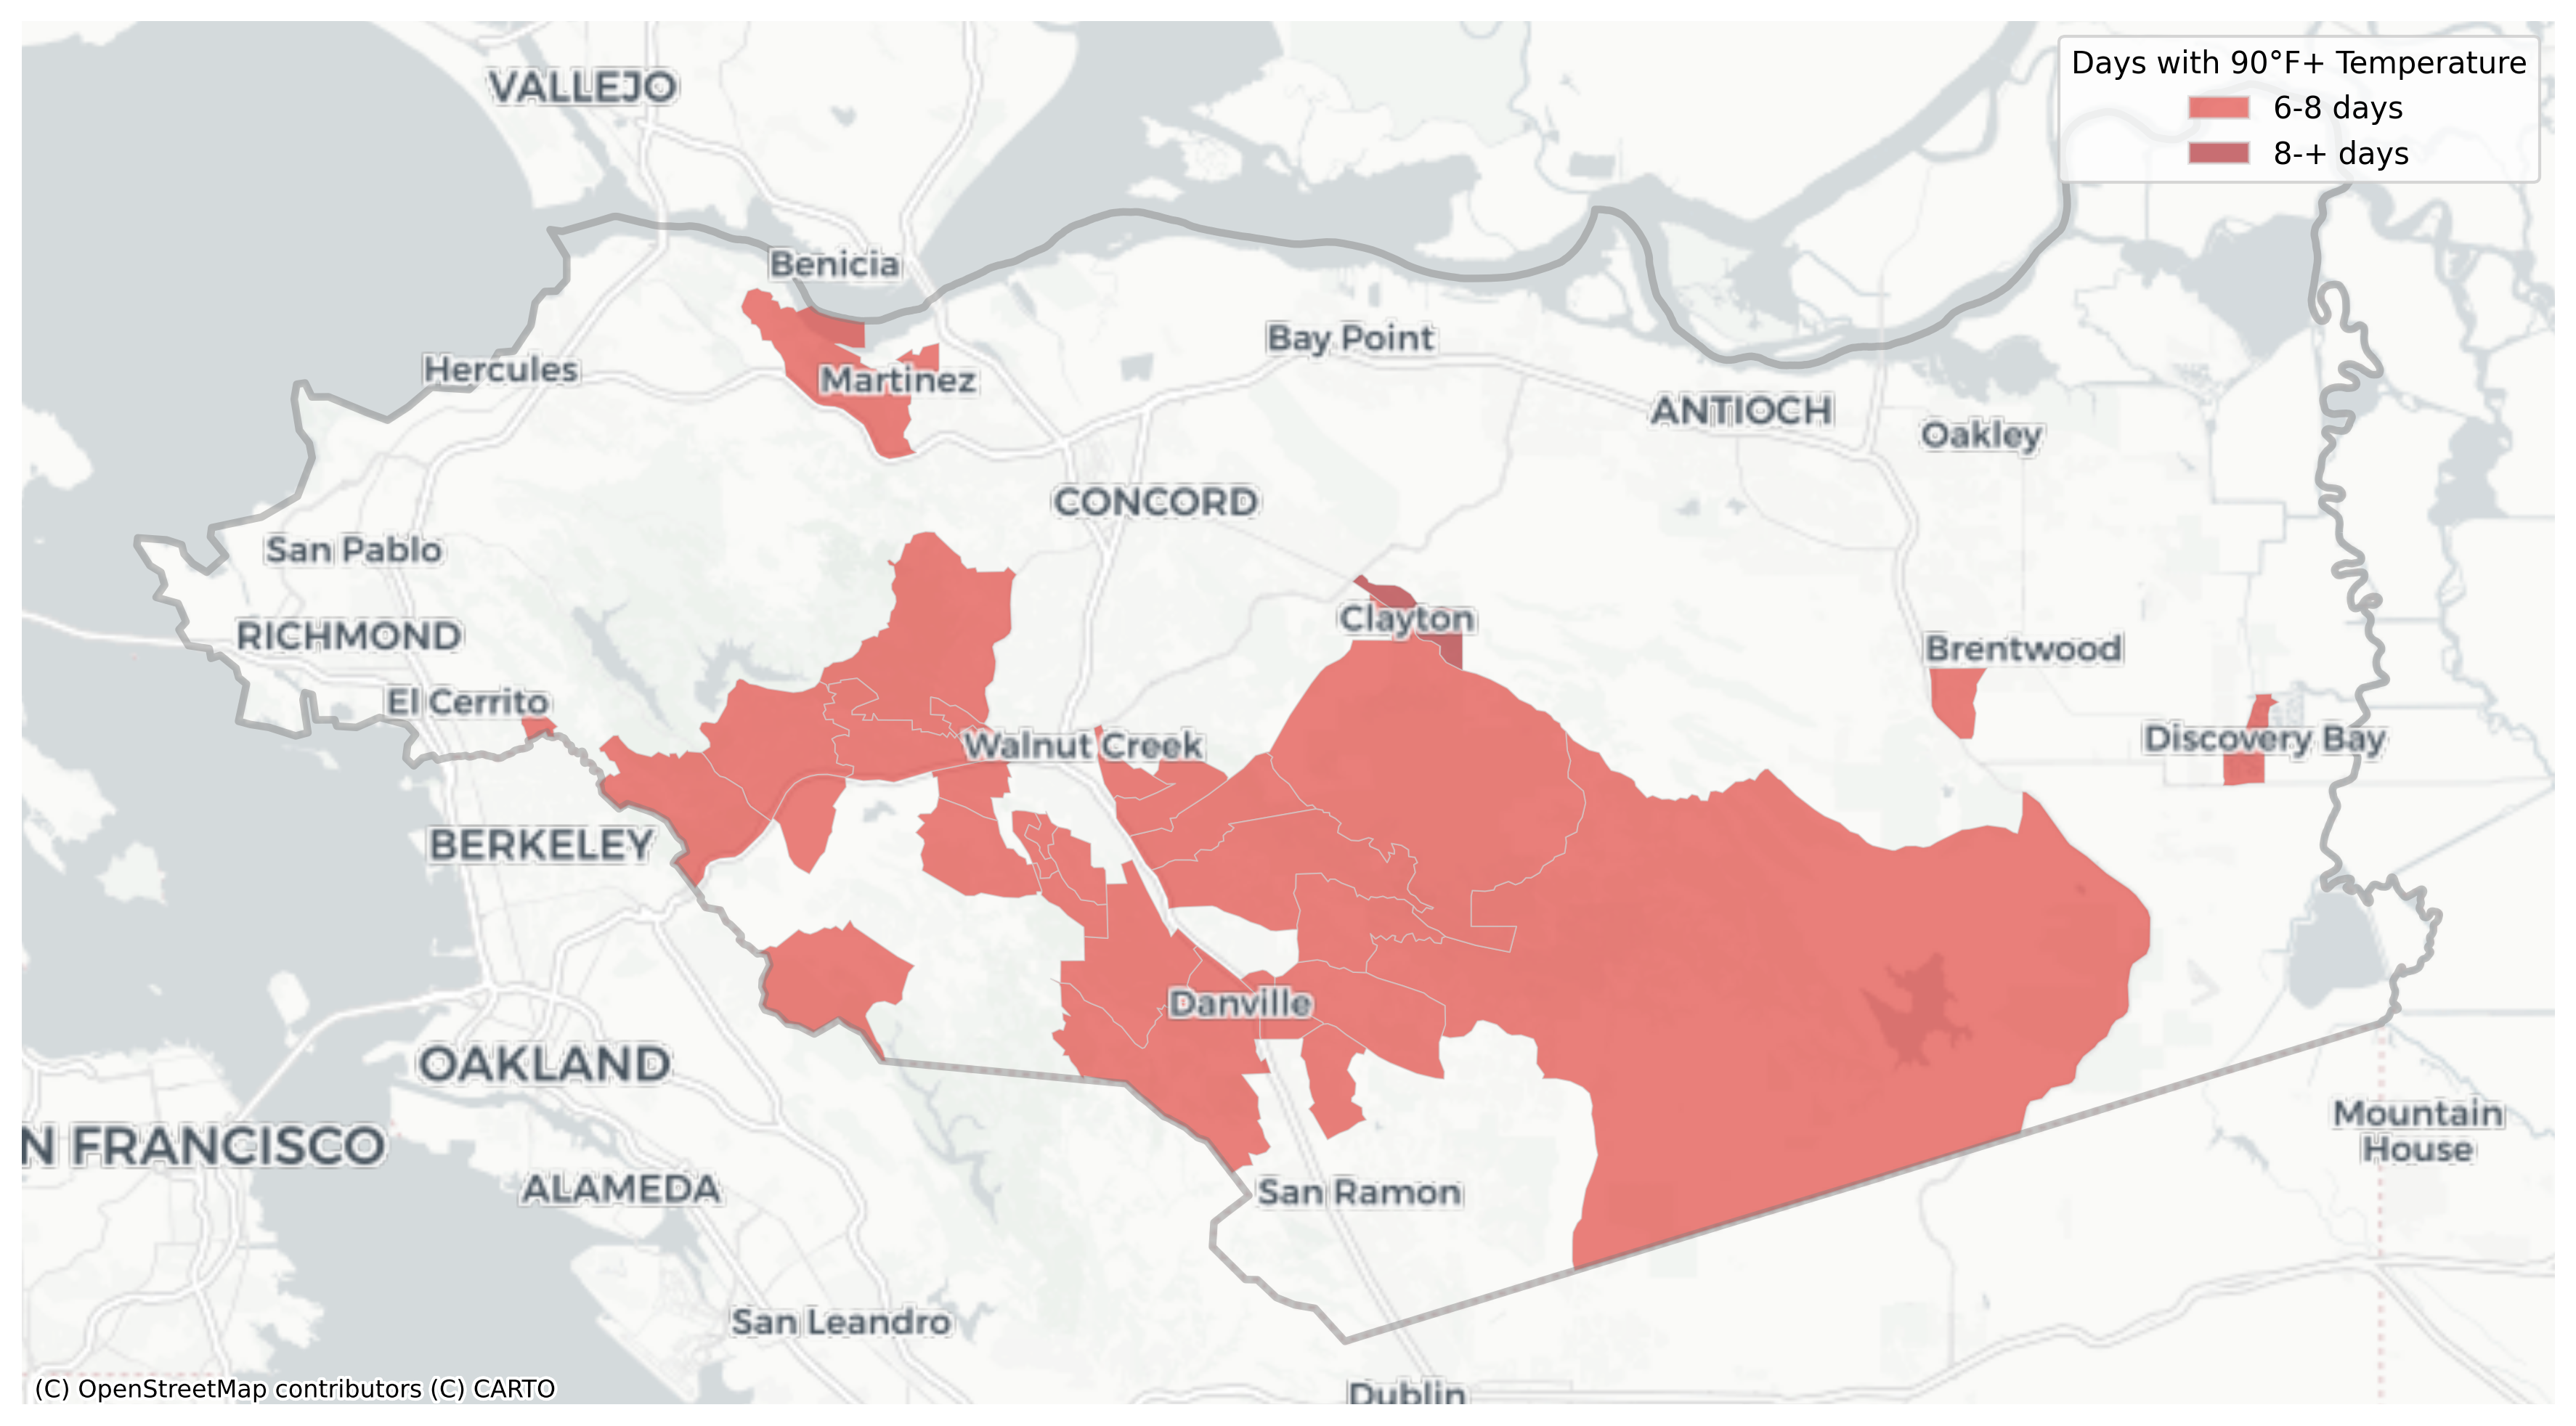 Days with 90°F+ Temperature
6-8 days
8-+ days
VALLEJO
Benicia
Hercules
Martinez
Bay Point
ANTIOCH
Oakley
CONCORD
San Pablo
RICHMOND
Clayton
Brentwood
El Cerrito
Walnut Creek
Discovery Bay
BERKELEY
Danville
OAKLAND
N FRANCISCO
ALAMEDA
San Ramon
Mountain
House
San Leandro
Dublin
(C) OpenStreetMap contributors (C) CARTO